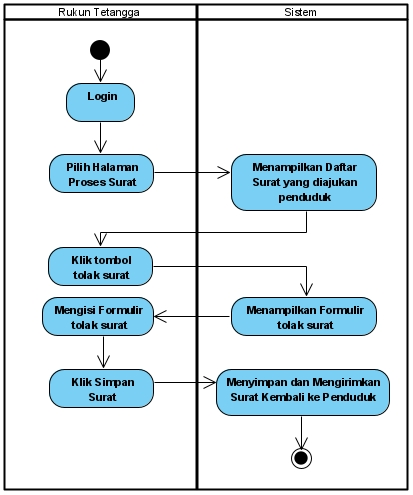 Rukun Tetangga
Sistem
Login
Pilih Halaman
Proses Surat
Menampilkan Daftar
Surat yang diajukan
penduduk
Klik tombol
tolak surat
Menampilkan Formulir
tolak surat
Mengisi Formulir
tolak surat
Klik Simpan
Surat
Menyimpan dan Mengirimkan
Surat Kembali ke Penduduk